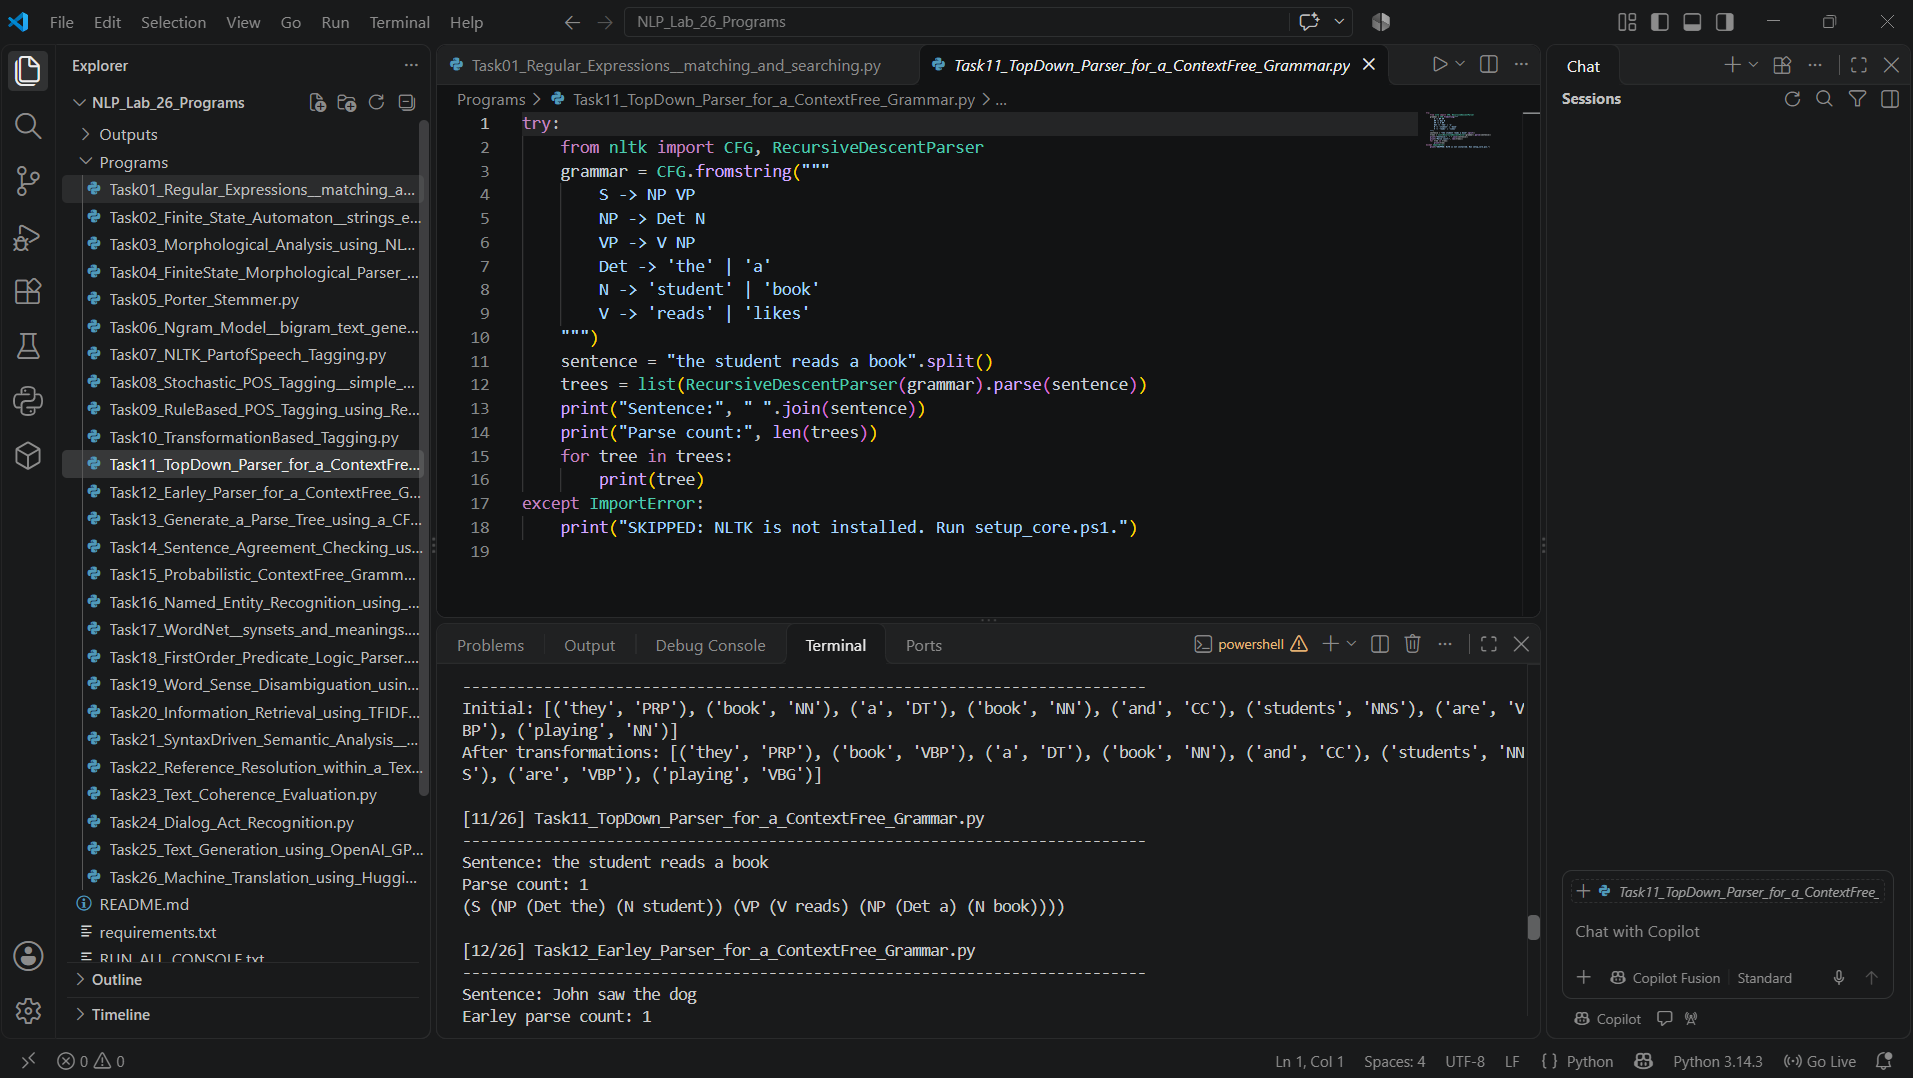 File Edit Selection View Go Run Terminal Help
NLP_Lab_26_Programs
Explorer
NLP_Lab_26_Programs
Outputs
Programs
Task01_Regular_Expressions__matching_a...
Task02_Finite_State_Automaton__strings_e...
Task03_Morphological_Analysis_using_NL...
Task04_FiniteState_Morphological_Parser_...
Task05_Porter_Stemmer.py
Task06_Ngram_Model__bigram_text_gene...
Task07_NLTK_PartofSpeech_Tagging.py
Task08_Stochastic_POS_Tagging__simple_...
Task09_RuleBased_POS_Tagging_using_Re...
Task10_TransformationBased_Tagging.py
Task11_TopDown_Parser_for_a_ContextFre...
Task12_Earley_Parser_for_a_ContextFree_G...
Task13_Generate_a_Parse_Tree_using_a_CF...
Task14_Sentence_Agreement_Checking_us...
Task15_Probabilistic_ContextFree_Gramm...
Task16_Named_Entity_Recognition_using_...
Task17_WordNet__synsets_and_meanings....
Task18_FirstOrder_Predicate_Logic_Parser....
Task19_Word_Sense_Disambiguation_usin...
Task20_Information_Retrieval_using_TFIDF...
Task21_SyntaxDriven_Semantic_Analysis__...
Task22_Reference_Resolution_within_a_Tex...
Task23_Text_Coherence_Evaluation.py
Task24_Dialog_Act_Recognition.py
Task25_Text_Generation_using_OpenAI_GP...
Task26_Machine_Translation_using_Huggi...
README.md
requirements.txt
RUN_ALL_CONSOLE.txt
Outline
Timeline
Task01_Regular_Expressions__matching_and_searching.py
Task11_TopDown_Parser_for_a_ContextFree_Grammar.py
Programs > Task11_TopDown_Parser_for_a_ContextFree_Grammar.py > ...
1 try:
2 from nltk import CFG, RecursiveDescentParser
3 grammar = CFG.fromstring("""
4 S -> NP VP
5 NP -> Det N
6 VP -> V NP
7 Det -> 'the' | 'a'
8 N -> 'student' | 'book'
9 V -> 'reads' | 'likes'
10 """)
11 sentence = "the student reads a book".split()
12 trees = list(RecursiveDescentParser(grammar).parse(sentence))
13 print("Sentence:", " ".join(sentence))
14 print("Parse count:", len(trees))
15 for tree in trees:
16 print(tree)
17 except ImportError:
18 print("SKIPPED: NLTK is not installed. Run setup_core.ps1.")
19
Problems Output Debug Console Terminal Ports
powershell
--------------------------------------------------------------------------
Initial: [('they', 'PRP'), ('book', 'NN'), ('a', 'DT'), ('book', 'NN'), ('and', 'CC'), ('students', 'NNS'), ('are', 'V
BP'), ('playing', 'NN')]
After transformations: [('they', 'PRP'), ('book', 'VBP'), ('a', 'DT'), ('book', 'NN'), ('and', 'CC'), ('students', 'NN
S'), ('are', 'VBP'), ('playing', 'VBG')]
[11/26] Task11_TopDown_Parser_for_a_ContextFree_Grammar.py
--------------------------------------------------------------------------
Sentence: the student reads a book
Parse count: 1
(S (NP (Det the) (N student)) (VP (V reads) (NP (Det a) (N book))))
[12/26] Task12_Earley_Parser_for_a_ContextFree_Grammar.py
--------------------------------------------------------------------------
Sentence: John saw the dog
Earley parse count: 1
Chat
Sessions
Task11_TopDown_Parser_for_a_ContextFree_
Chat with Copilot
Copilot Fusion Standard
Copilot
0 0
Ln 1, Col 1 Spaces: 4 UTF-8 LF { } Python Python 3.14.3 Go Live